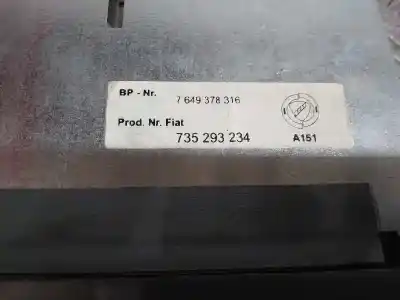 BP - Nr. 7 649 378 316
Prod. Nr. Fiat
735 293 234 A151